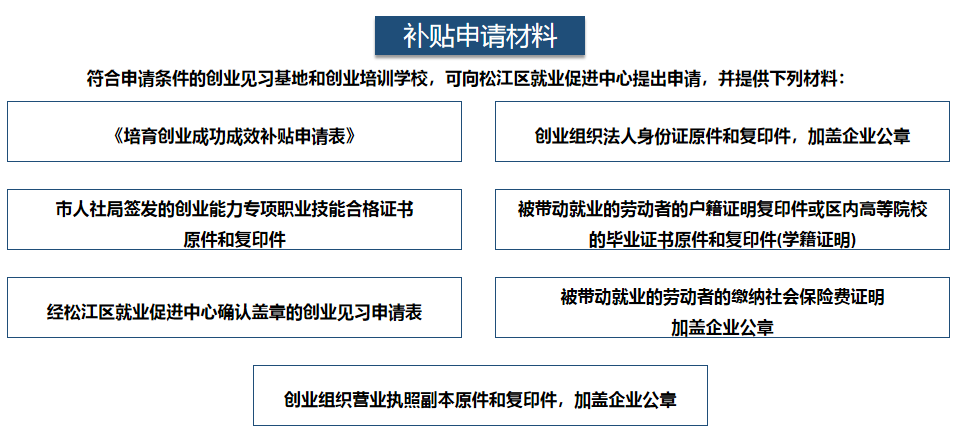 补贴申请材料
符合申请条件的创业见习基地和创业培训学校，可向松江区就业促进中心提出申请，并提供下列材料：
《培育创业成功成效补贴申请表》
创业组织法人身份证原件和复印件，加盖企业公章
市人社局签发的创业能力专项职业技能合格证书
原件和复印件
被带动就业的劳动者的户籍证明复印件或区内高等院校
的毕业证书原件和复印件(学籍证明)
经松江区就业促进中心确认盖章的创业见习申请表
被带动就业的劳动者的缴纳社会保险费证明
加盖企业公章
创业组织营业执照副本原件和复印件，加盖企业公章